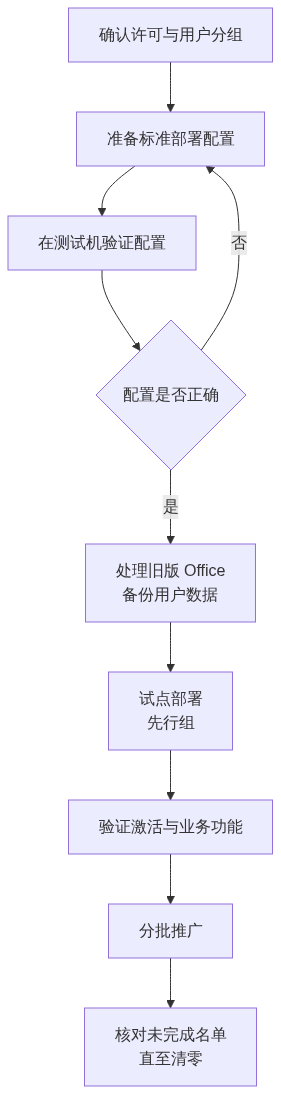 确认许可与用户分组
准备标准部署配置
在测试机验证配置
否
配置是否正确
是
处理旧版 Office
备份用户数据
试点部署
先行组
验证激活与业务功能
分批推广
核对未完成名单
直至清零